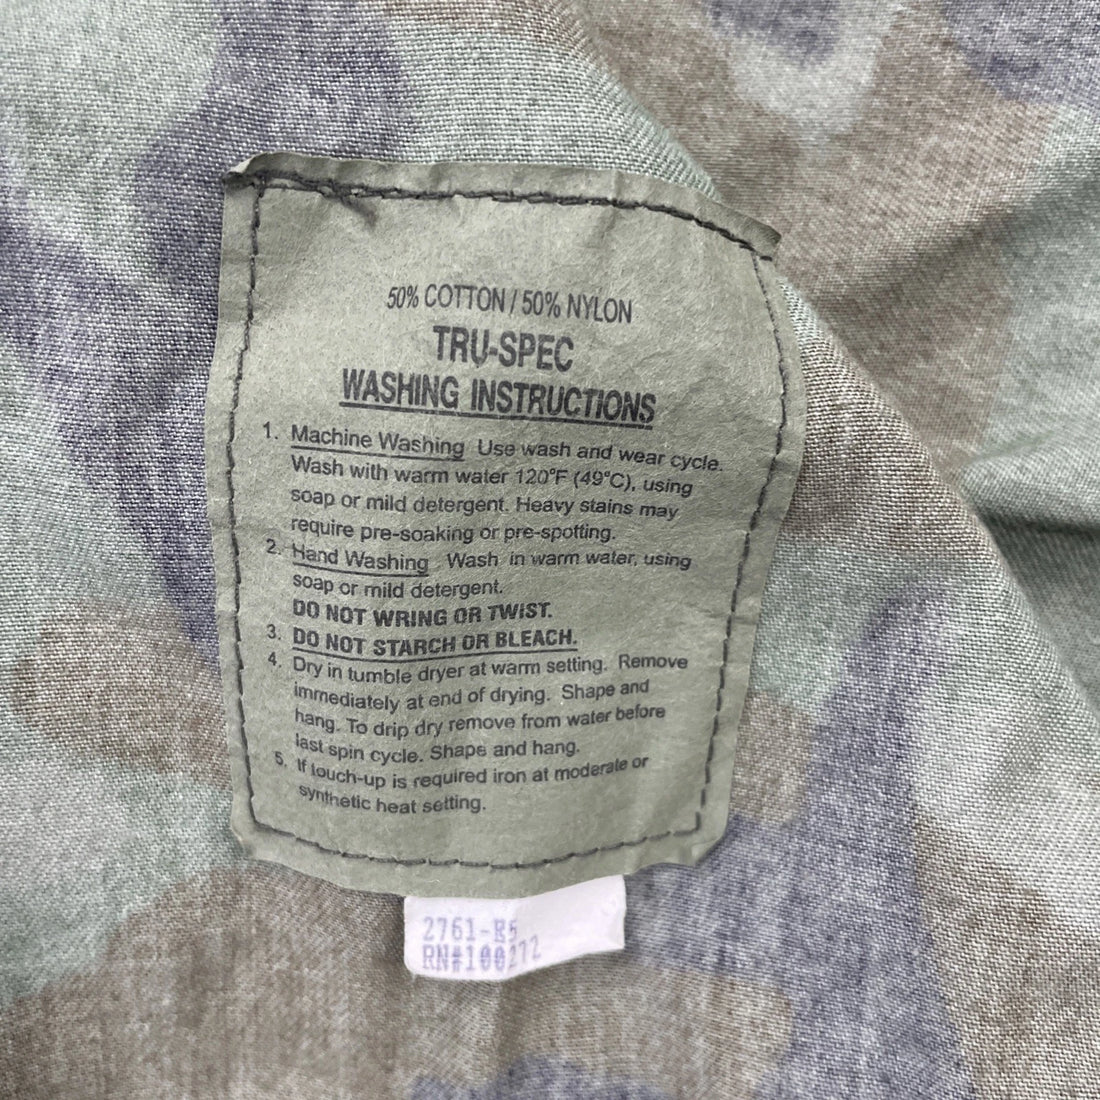 50% COTTON / 50% NYLON
TRU-SPEC
WASHING INSTRUCTIONS
1. Machine Washing Use wash and wear cycle.
Wash with warm water 120°F (49°C), using
soap or mild detergent. Heavy stains may
require pre-soaking or pre-spotting.
2. Hand Washing Wash in warm water, using
soap or mild detergent.
DO NOT WRING OR TWIST.
3. DO NOT STARCH OR BLEACH.
4. Dry in tumble dryer at warm setting. Remove
immediately at end of drying. Shape and
hang. To drip dry remove from water before
last spin cycle. Shape and hang.
5. If touch-up is required iron at moderate or
synthetic heat setting.
2761-E5
RN#100272